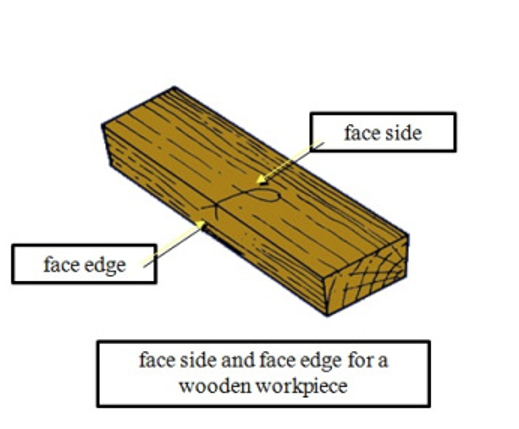 face side
face edge
face side and face edge for a
wooden workpiece